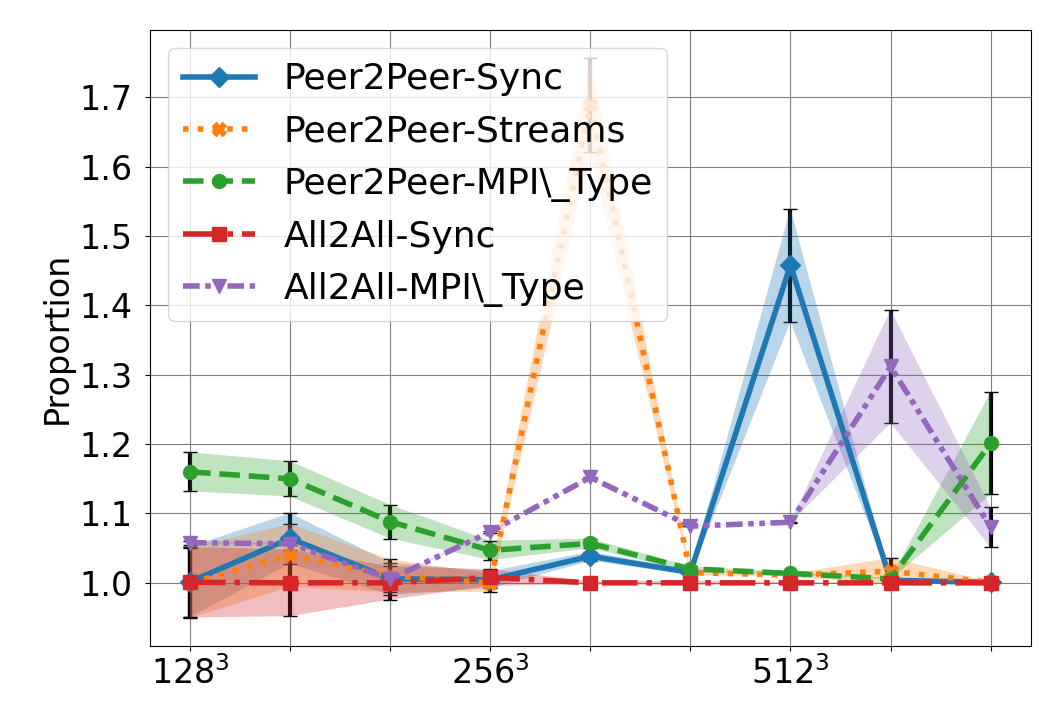 Peer2Peer-Sync
Peer2Peer-Streams
Peer2Peer-MPI\_Type
All2All-Sync
All2All-MPI\_Type
Proportion
1.7
1.6
1.5
1.4
1.3
1.2
1.1
1.0
128³
256³
512³